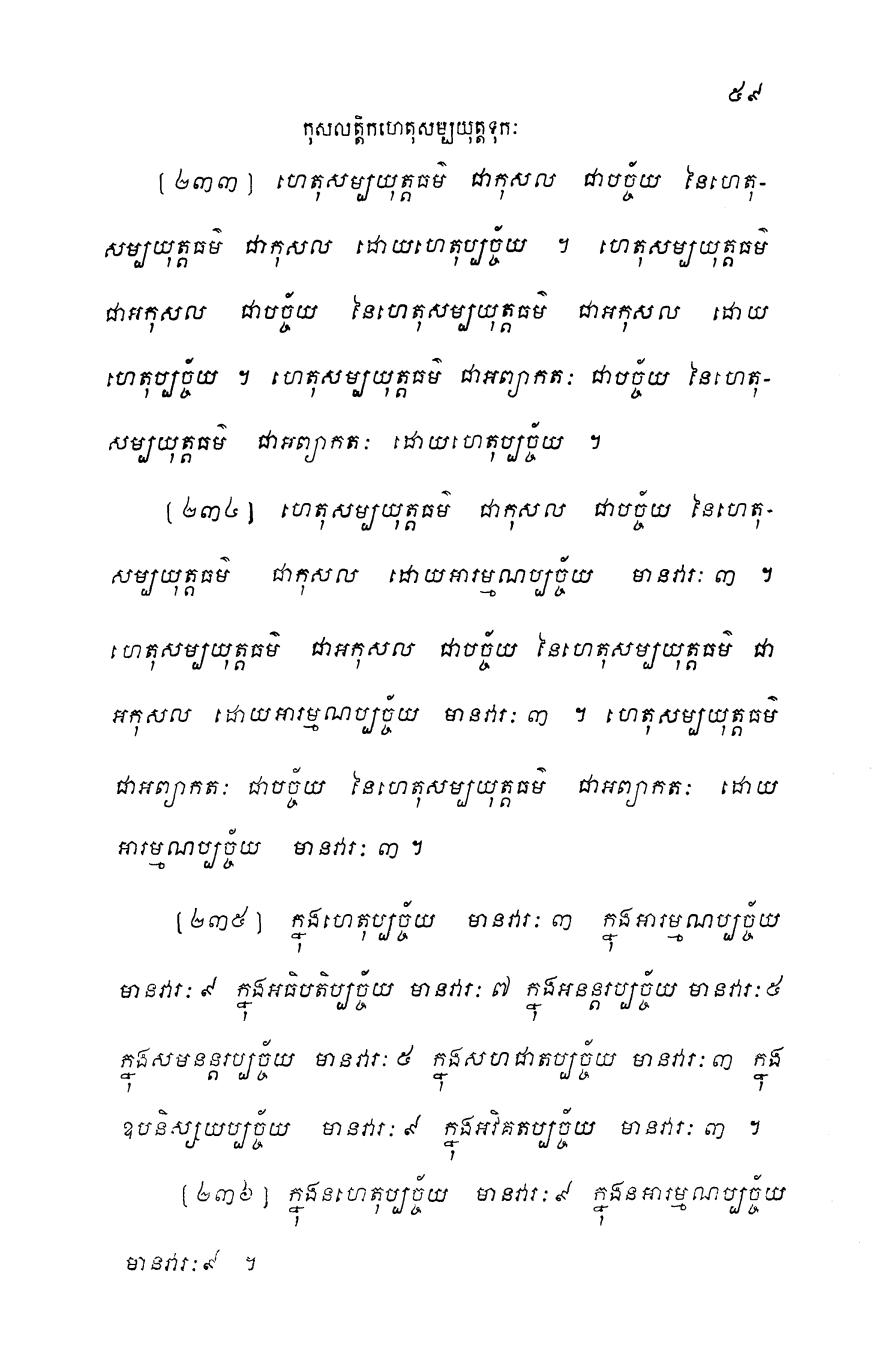 ៥៩
កុសលត្តិកហេតុសម្បយុត្តទុកៈ
[២៣៣] ហេតុសម្បយុត្តធម៌ ជាកុសល ជាបច្ច័យ នៃហេតុ-
សម្បយុត្តធម៌ ជាកុសល ដោយហេតុប្បច្ច័យ ។ ហេតុសម្បយុត្តធម៌
ជាអកុសល ជាបច្ច័យ នៃហេតុសម្បយុត្តធម៌ ជាអកុសល ដោយ
ហេតុប្បច្ច័យ ។ ហេតុសម្បយុត្តធម៌ ជាអព្យាកតៈ ជាបច្ច័យ នៃហេតុ-
សម្បយុត្តធម៌ ជាអព្យាកតៈ ដោយហេតុប្បច្ច័យ ។
[២៣៤] ហេតុសម្បយុត្តធម៌ ជាកុសល ជាបច្ច័យ នៃហេតុ-
សម្បយុត្តធម៌ ជាកុសល ដោយអារម្មណប្បច្ច័យ មានវារៈ ៣ ។
ហេតុសម្បយុត្តធម៌ ជាអកុសល ជាបច្ច័យ នៃហេតុសម្បយុត្តធម៌ ជា
អកុសល ដោយអារម្មណប្បច្ច័យ មានវារៈ ៣ ។ ហេតុសម្បយុត្តធម៌
ជាអព្យាកតៈ ជាបច្ច័យ នៃហេតុសម្បយុត្តធម៌ ជាអព្យាកតៈ ដោយ
អារម្មណប្បច្ច័យ មានវារៈ ៣ ។
[២៣៥] ក្នុងហេតុប្បច្ច័យ មានវារៈ ៣ ក្នុងអារម្មណប្បច្ច័យ
មានវារៈ ៩ ក្នុងអធិបតិប្បច្ច័យ មានវារៈ ៧ ក្នុងអនន្តរប្បច្ច័យ មានវារៈ ៥
ក្នុងសមនន្តរប្បច្ច័យ មានវារៈ ៥ ក្នុងសហជាតប្បច្ច័យ មានវារៈ ៣ ក្នុង
ឧបនិស្សយប្បច្ច័យ មានវារៈ ៩ ក្នុងអវិគតប្បច្ច័យ មានវារៈ ៣ ។
[២៣៦] ក្នុងនហេតុប្បច្ច័យ មានវារៈ ៩ ក្នុងនអារម្មណប្បច្ច័យ
មានវារៈ ៩ ។